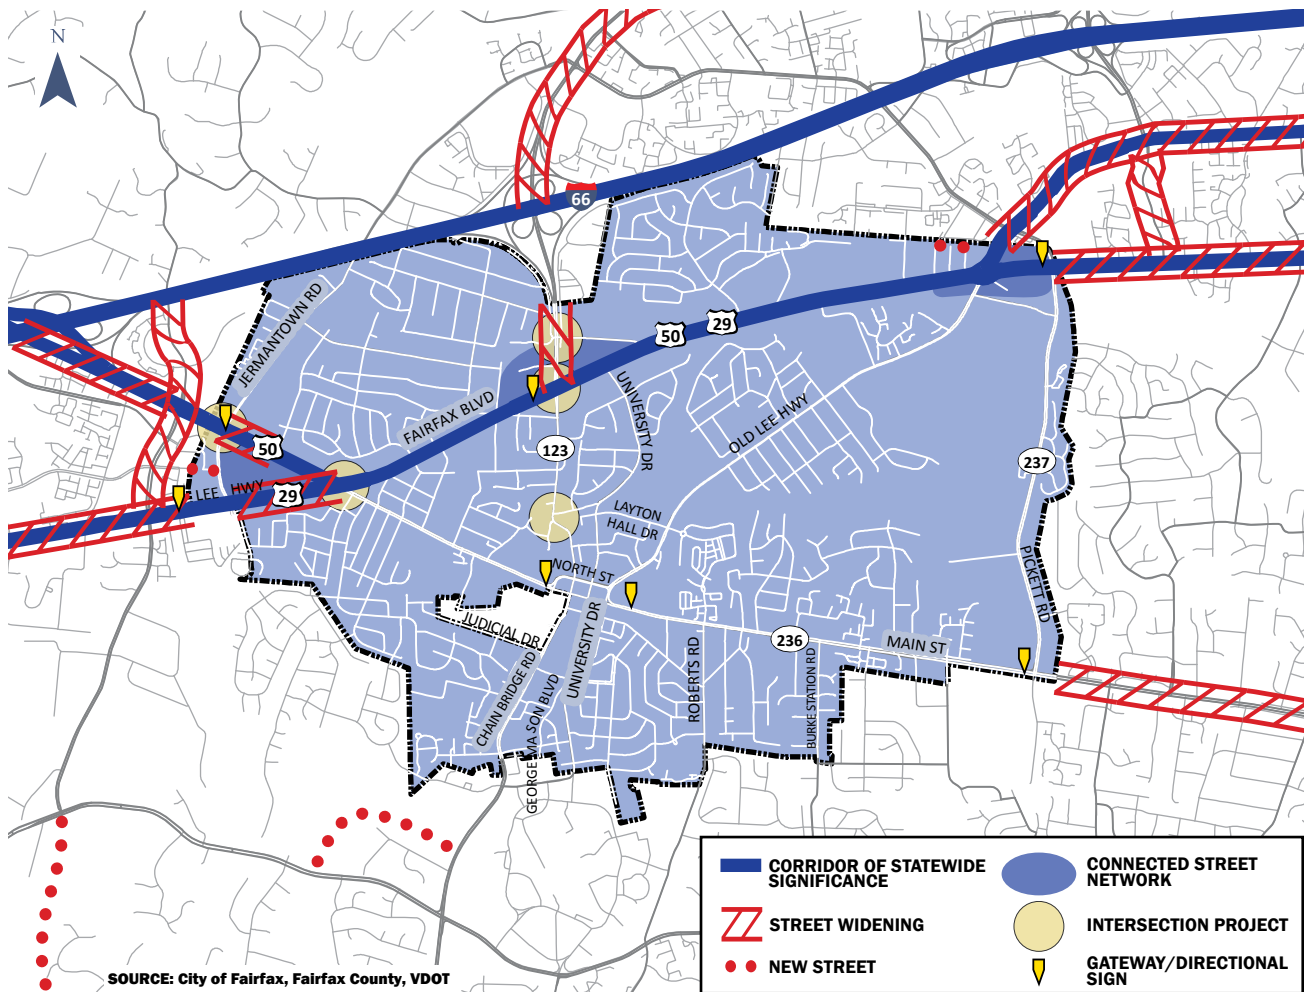 N
66
JERMANTOWN RD
50
29
FAIRFAX BLVD
UNIVERSITY DR
OLD LEE HWY
50
123
237
LEE HWY
29
LAYTON
HALL DR
NORTH ST
PICKETT RD
JUDICIAL DR
UNIVERSITY DR
236
MAIN ST
CHAIN BRIDGE RD
GEORGE MASON BLVD
ROBERTS RD
BURKE STATION RD
CORRIDOR OF STATEWIDE
SIGNIFICANCE
STREET WIDENING
NEW STREET
CONNECTED STREET
NETWORK
INTERSECTION PROJECT
GATEWAY/DIRECTIONAL
SIGN
SOURCE: City of Fairfax, Fairfax County, VDOT